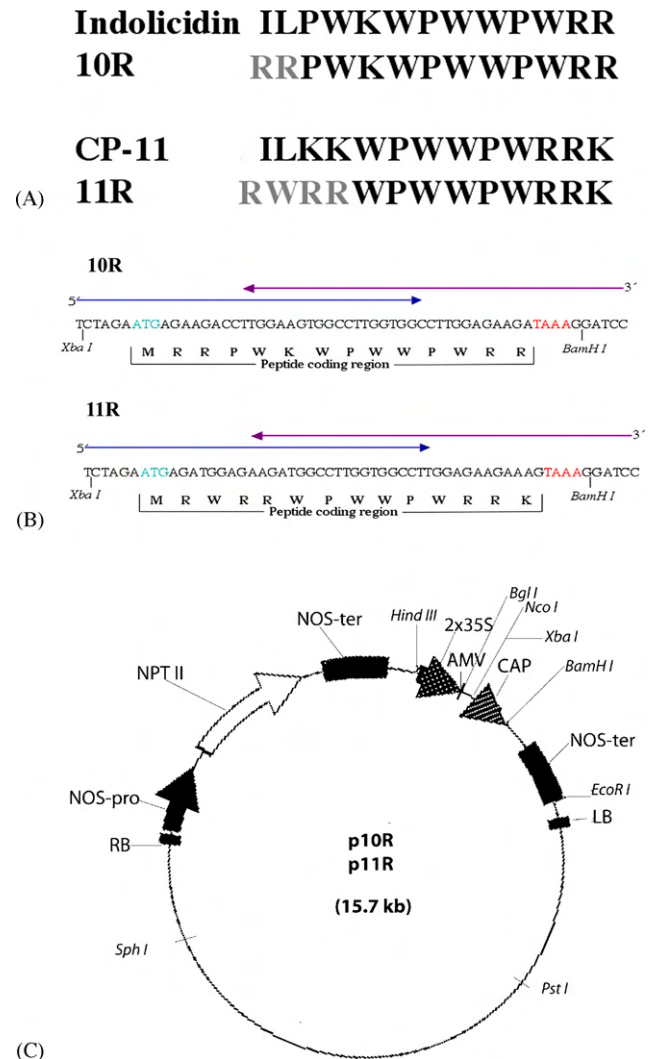 Indolicidin ILPWKWPWWPWRR
10R RRPWKWPWWPWRR
CP-11 ILKKWPWWPWRRK
11R RWRRWPWWPWRRK
(A)
10R
5´ 3´
TCTAGAATGAGAAGACCTTGGAAGTGGCCTTGGTGGCCTTGGAGAAGATAAAGGATCC
Xba I BamH I
M R R P W K W P W W P W R R
Peptide coding region
11R
5´ 3´
TCTAGAATGAGATGGAGAAGATGGCCTTGGTGGCCTTGGAGAAGAAAGTAAAGGATCC
Xba I BamH I
M R W R R W P W W P W R R K
Peptide coding region
(B)
Bgl I
NOS-ter Hind III Nco I
2x35S Xba I
NPT II AMV CAP BamH I
NOS-ter
NOS-pro EcoR I
LB
RB p10R
p11R
(15.7 kb)
Sph I
Pst I
(C)